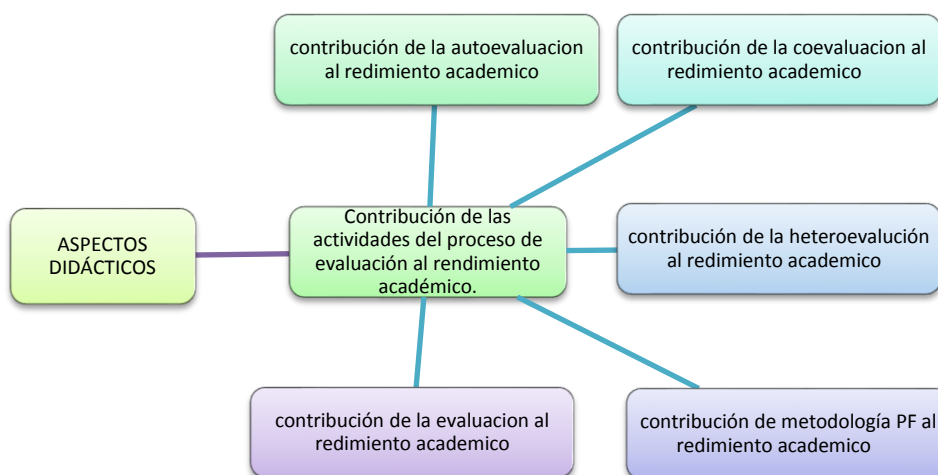 contribución de la autoevaluacion
al redimiento academico
contribución de la coevaluacion al
redimiento academico
ASPECTOS
DIDÁCTICOS
Contribución de las
actividades del proceso de
evaluación al rendimiento
académico.
contribución de la heteroevalución
al redimiento academico
contribución de la evaluacion al
redimiento academico
contribución de metodología PF al
redimiento academico